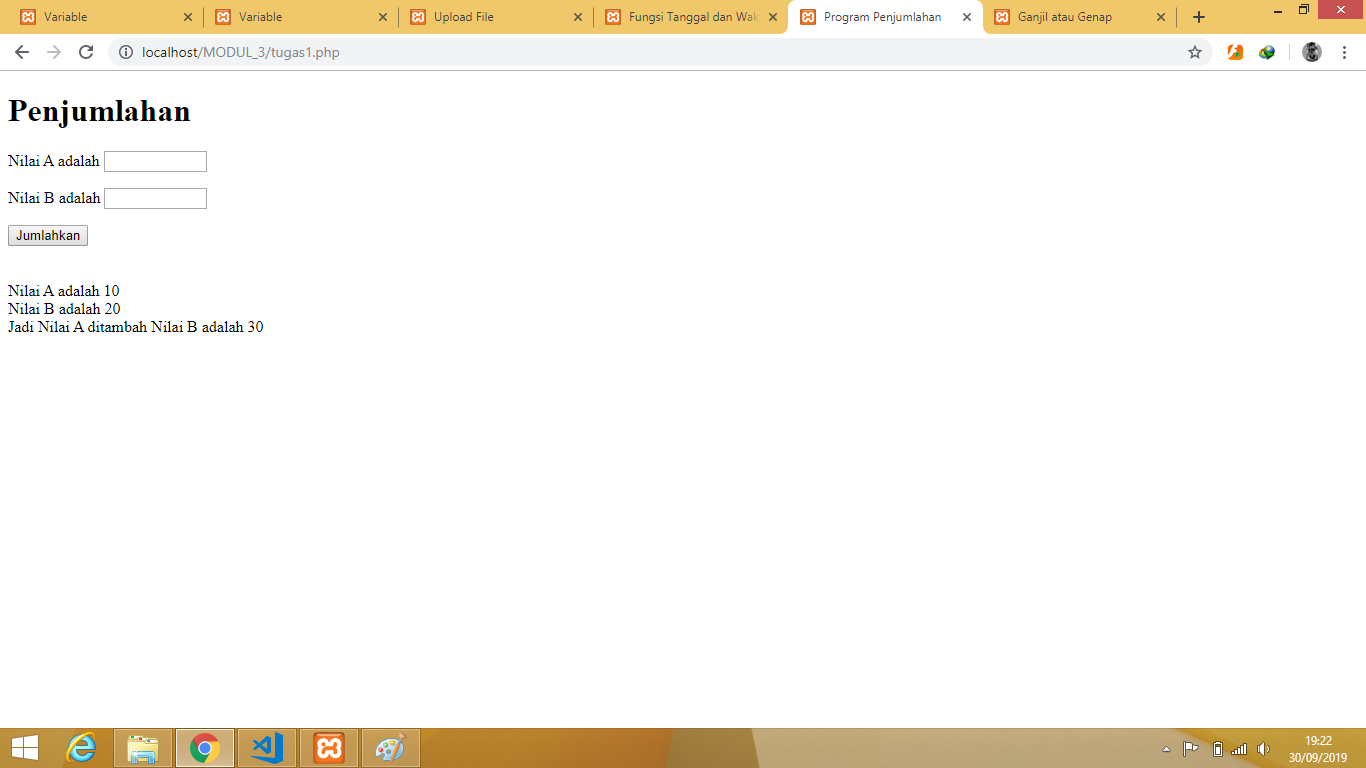 Variable
Variable
Upload File
Fungsi Tanggal dan Wak
Program Penjumlahan
Ganjil atau Genap
localhost/MODUL_3/tugas1.php
Penjumlahan
Nilai A adalah
Nilai B adalah
Jumlahkan
Nilai A adalah 10
Nilai B adalah 20
Jadi Nilai A ditambah Nilai B adalah 30
19:22
30/09/2019